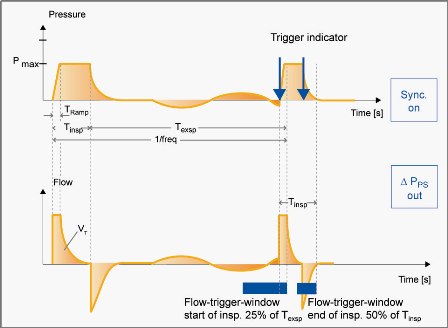 Pressure
Trigger indicator
P max
Sync.
on
T Ramp
Time [s]
T insp
T exsp
1/freq
Flow
Δ P PS
out
T insp
V T
Time [s]
Flow-trigger-window
start of insp. 25% of T exsp
Flow-trigger-window
end of insp. 50% of T insp